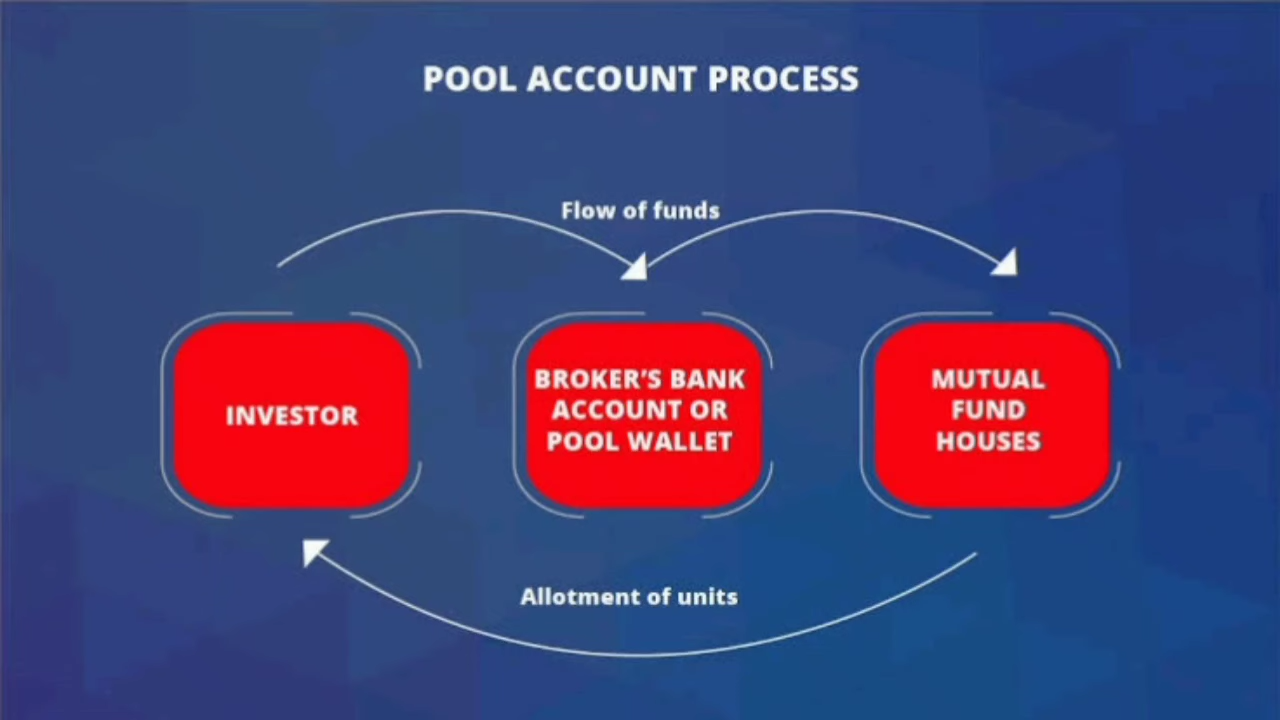 POOL ACCOUNT PROCESS
Flow of funds
INVESTOR
BROKER’S BANK
ACCOUNT OR
POOL WALLET
MUTUAL
FUND
HOUSES
Allotment of units